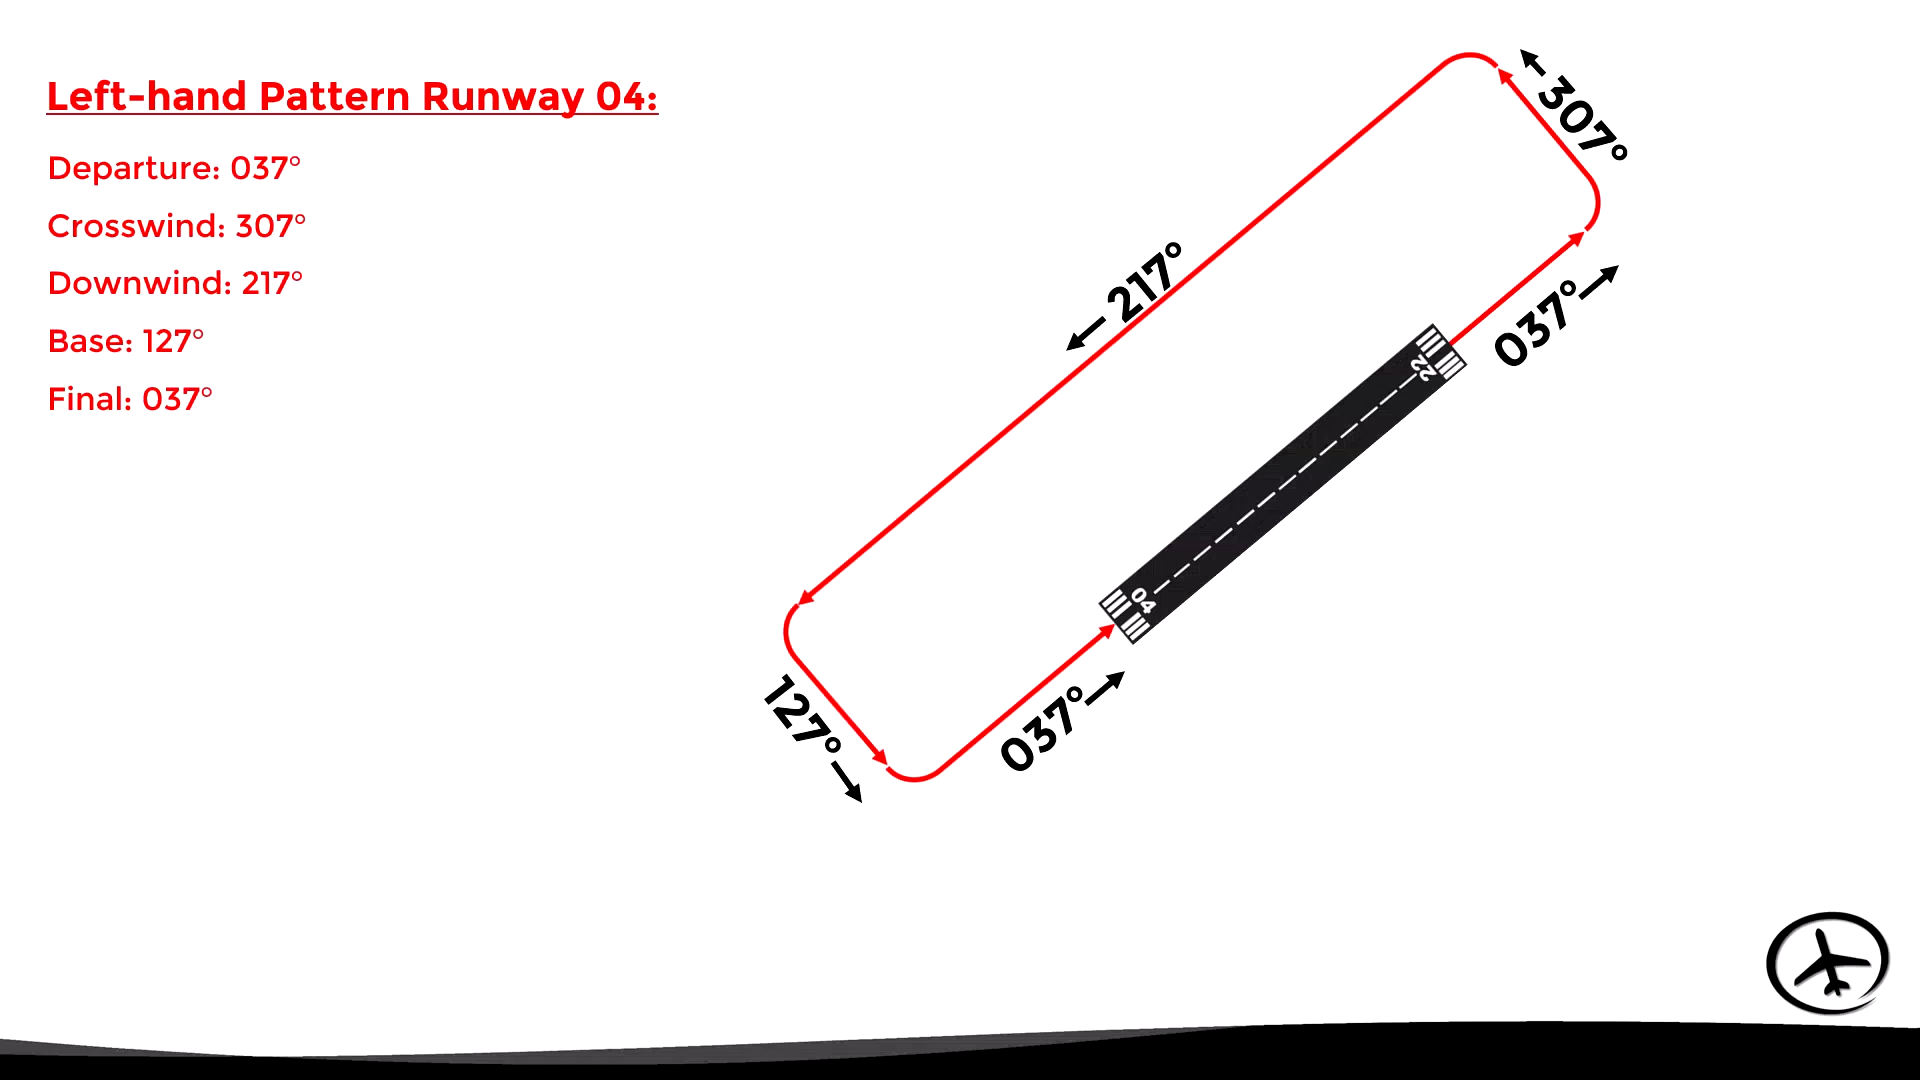 Left-hand Pattern Runway 04:
Departure: 037°
Crosswind: 307°
Downwind: 217°
Base: 127°
Final: 037°
307°
217°
037°
22
04
127°
037°